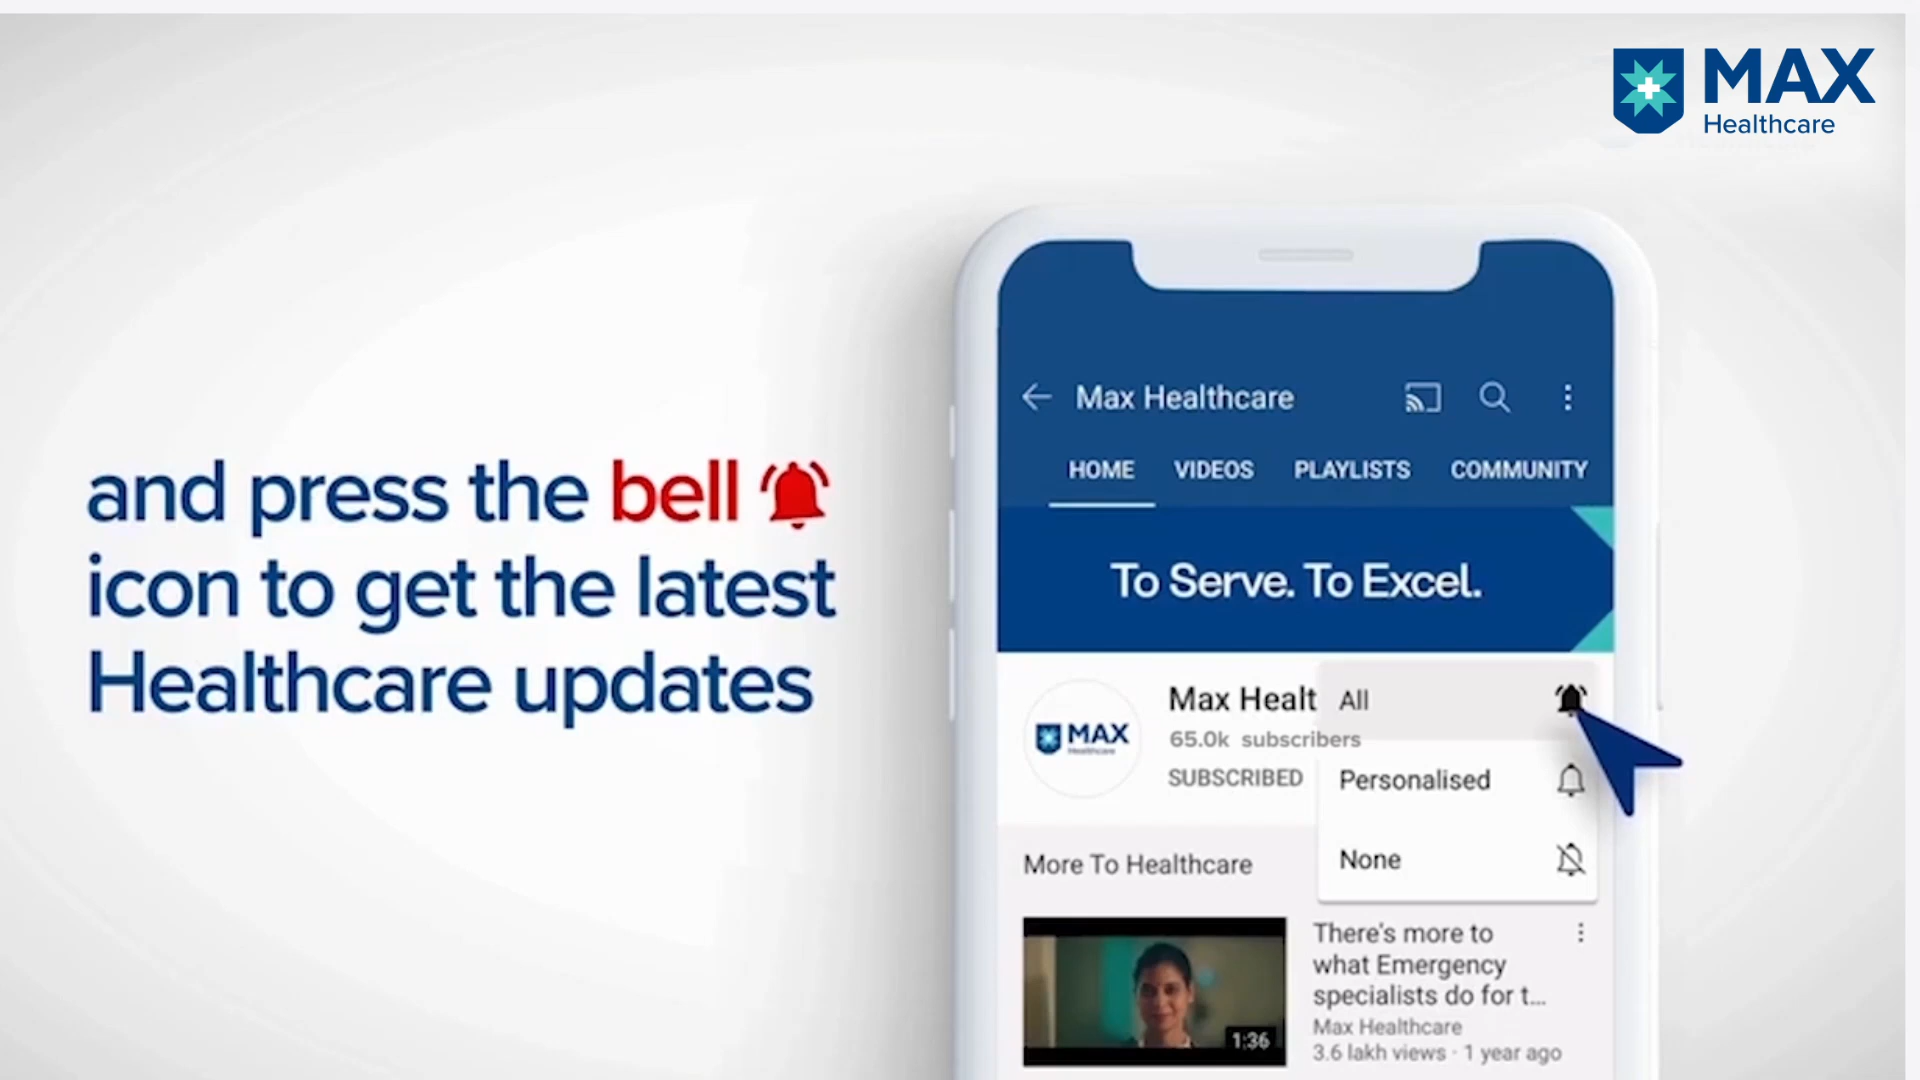 MAX
Healthcare
and press the bell
icon to get the latest
Healthcare updates
Max Healthcare
HOME VIDEOS PLAYLISTS COMMUNITY
To Serve. To Excel.
MAX
Healthcare
Max Healt
65.0k subscribers
SUBSCRIBED
All
Personalised
None
More To Healthcare
1:36
There's more to
what Emergency
specialists do for t...
Max Healthcare
3.6 lakh views · 1 year ago